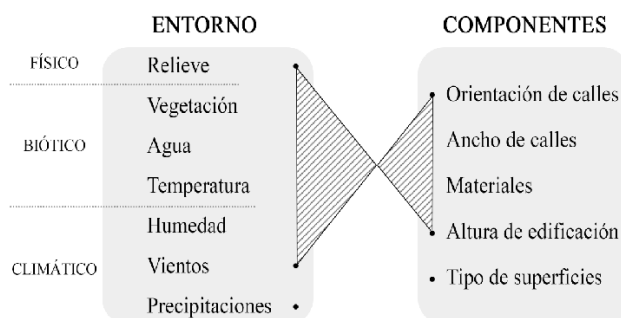 ENTORNO
COMPONENTES
FÍSICO
Relieve
Vegetación
BIÓTICO
Agua
Temperatura
Humedad
CLIMÁTICO
Vientos
Precipitaciones
Orientación de calles
Ancho de calles
Materiales
Altura de edificación
Tipo de superficies